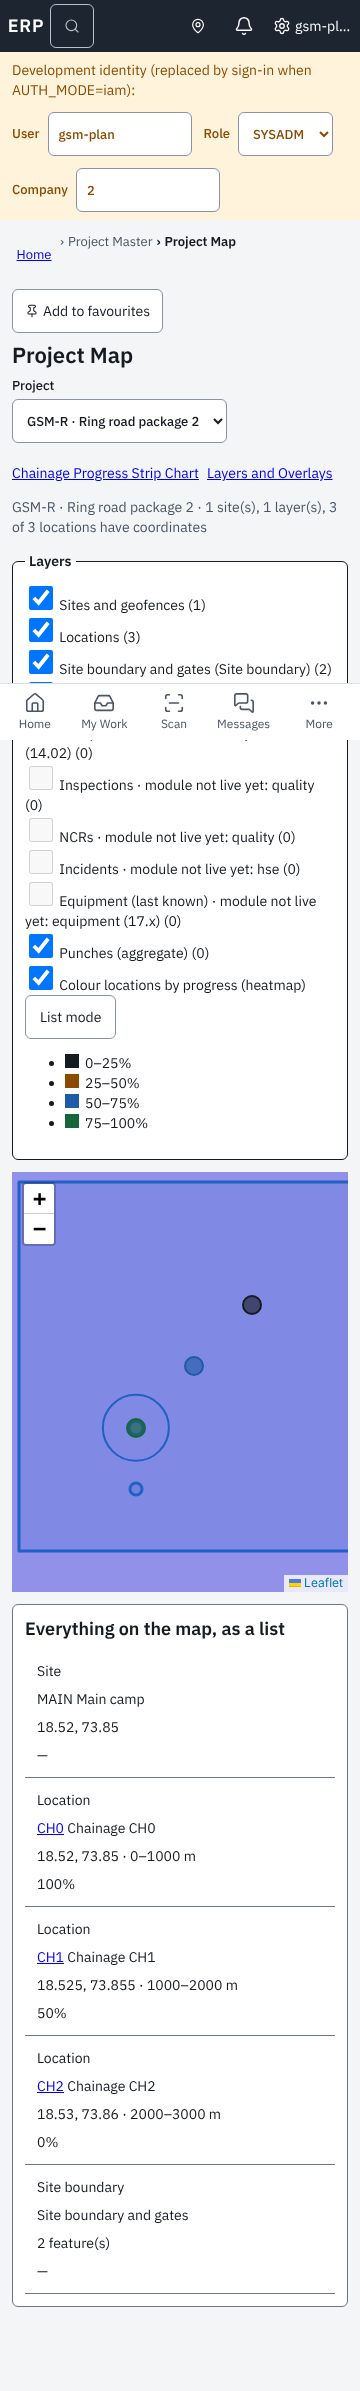 ERP
gsm-pl...
Development identity (replaced by sign-in when
AUTH_MODE=iam):
User gsm-plan Role SYSADM
Company 2
Home › Project Master › Project Map
Add to favourites
Project Map
Project
GSM-R · Ring road package 2
Chainage Progress Strip Chart Layers and Overlays
GSM-R · Ring road package 2 · 1 site(s), 1 layer(s), 3
of 3 locations have coordinates
Layers
Sites and geofences (1)
Locations (3)
Site boundary and gates (Site boundary) (2)
Home My Work Scan Messages More
(14.02) (0)
Inspections · module not live yet: quality
(0)
NCRs · module not live yet: quality (0)
Incidents · module not live yet: hse (0)
Equipment (last known) · module not live
yet: equipment (17.x) (0)
Punches (aggregate) (0)
Colour locations by progress (heatmap)
List mode
0–25%
25–50%
50–75%
75–100%
+
−
Leaflet
Everything on the map, as a list
Site
MAIN Main camp
18.52, 73.85
—
Location
CH0 Chainage CH0
18.52, 73.85 · 0–1000 m
100%
Location
CH1 Chainage CH1
18.525, 73.855 · 1000–2000 m
50%
Location
CH2 Chainage CH2
18.53, 73.86 · 2000–3000 m
0%
Site boundary
Site boundary and gates
2 feature(s)
—